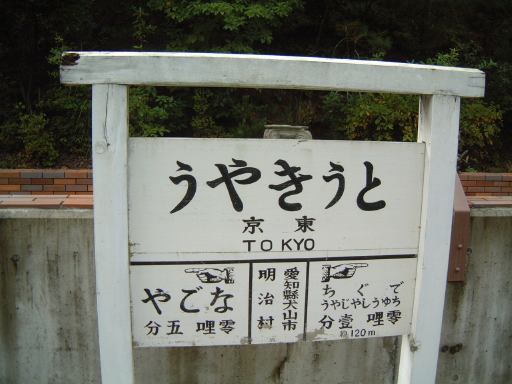 とうきやう
東京
TOKYO
でぐち
ちゆうしやじやう
零哩壹分
約120m
愛知縣犬山市
明治村
なごや
零哩五分